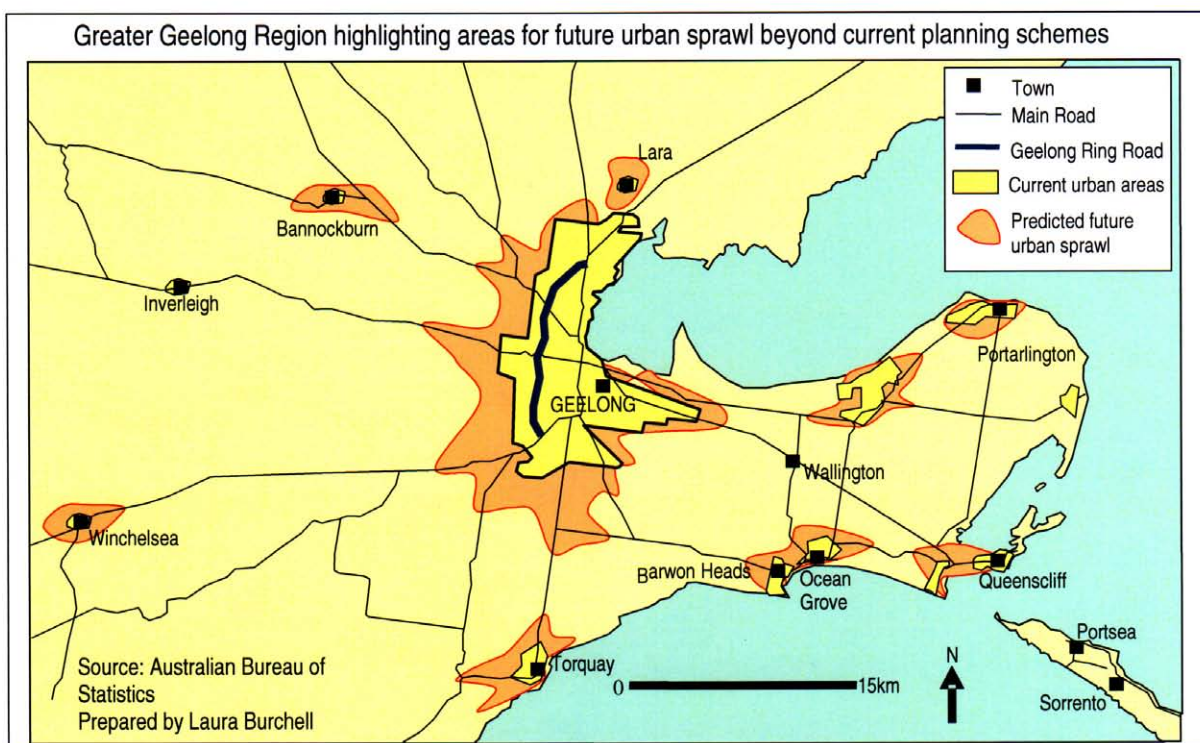 Greater Geelong Region highlighting areas for future urban sprawl beyond current planning schemes
Town
Main Road
Geelong Ring Road
Current urban areas
Predicted future
urban sprawl
Lara
Bannockburn
Inverleigh
Portarlington
GEELONG
Wallington
Winchelsea
Barwon Heads
Ocean
Grove
Queenscliff
Portsea
Sorrento
Torquay
0 15km
N
Source: Australian Bureau of
Statistics
Prepared by Laura Burchell